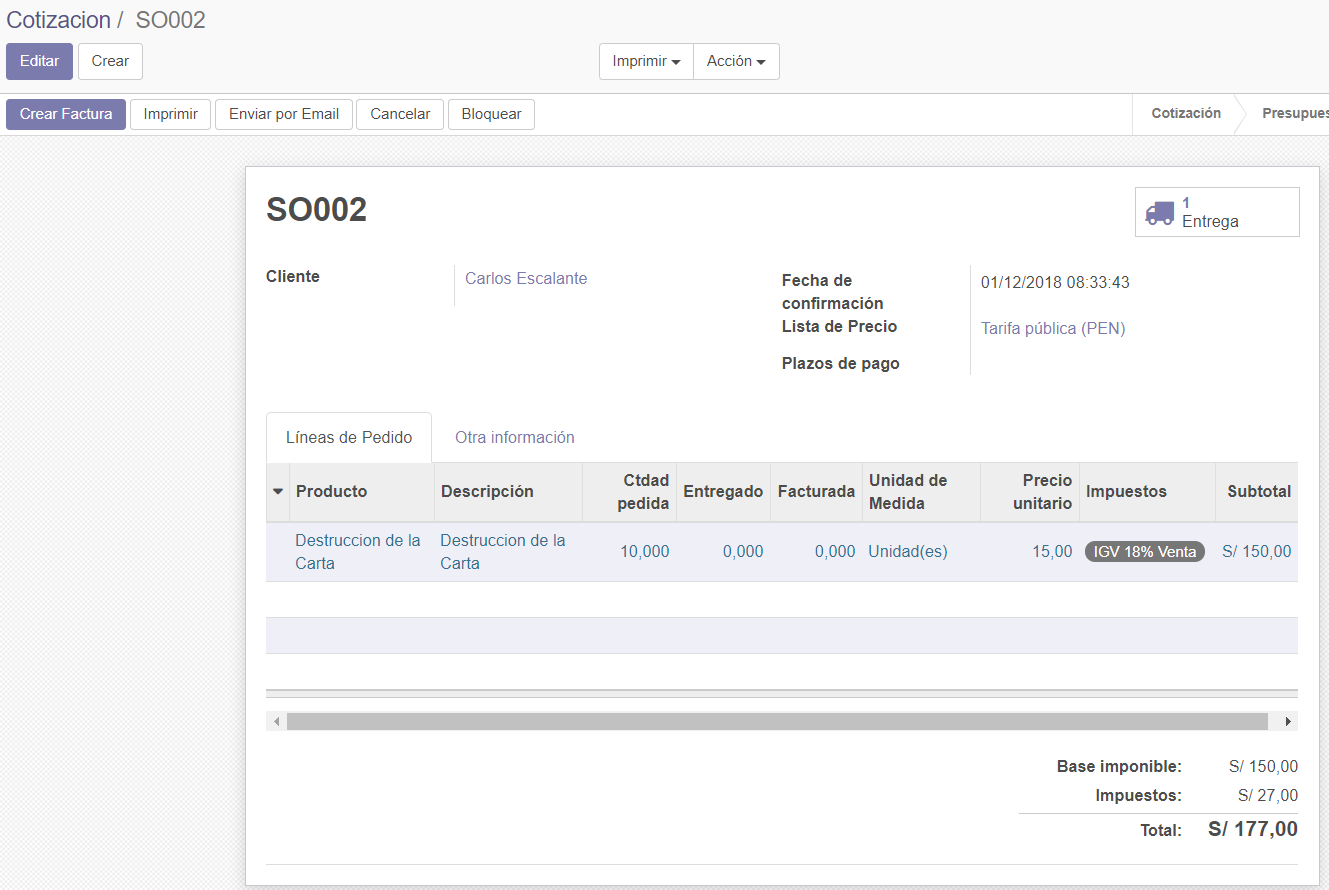 Cotizacion / SO002
Editar Crear Imprimir Acción
Crear Factura Imprimir Enviar por Email Cancelar Bloquear Cotización Presupues
SO002
1
Entrega
Cliente Carlos Escalante
Fecha de
confirmación
01/12/2018 08:33:43
Lista de Precio Tarifa pública (PEN)
Plazos de pago
Líneas de Pedido Otra información
Producto Descripción Ctdad pedida Entregado Facturada Unidad de Medida Precio unitario Impuestos Subtotal
Destruccion de la Carta Destruccion de la Carta 10,000 0,000 0,000 Unidad(es) 15,00 IGV 18% Venta S/ 150,00
Base imponible: S/ 150,00
Impuestos: S/ 27,00
Total: S/ 177,00